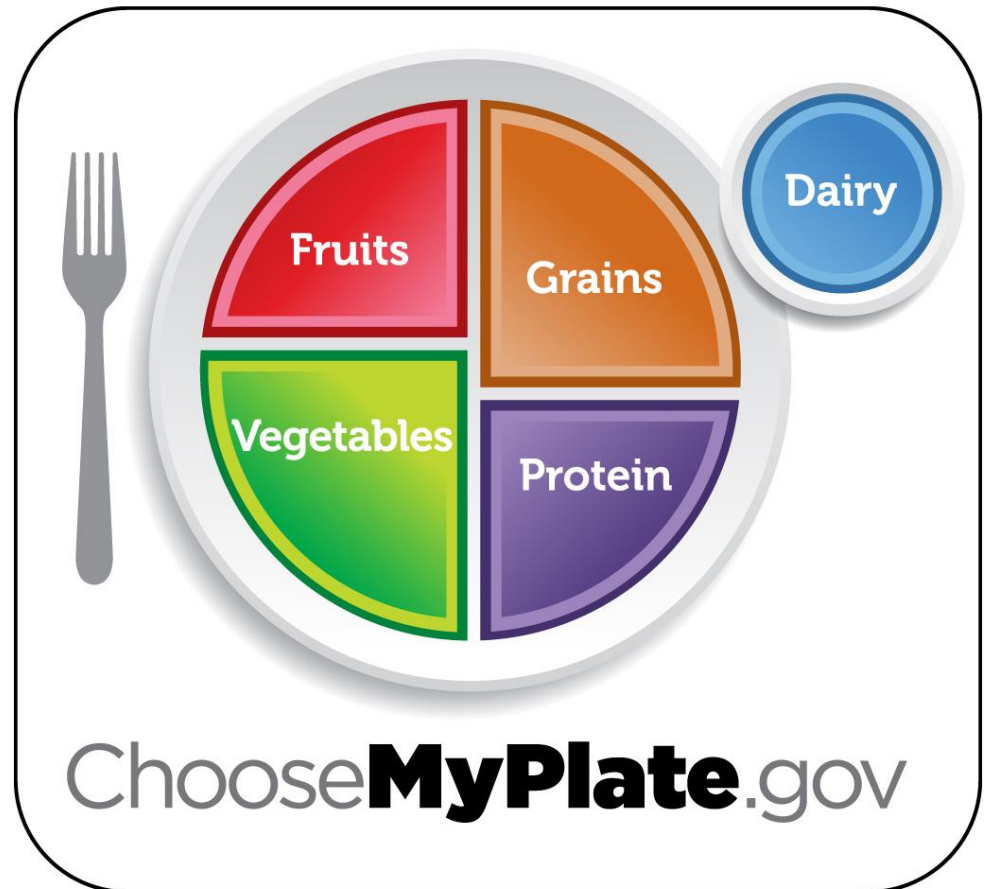 Fruits
Grains
Dairy
Vegetables
Protein
ChooseMyPlate.gov